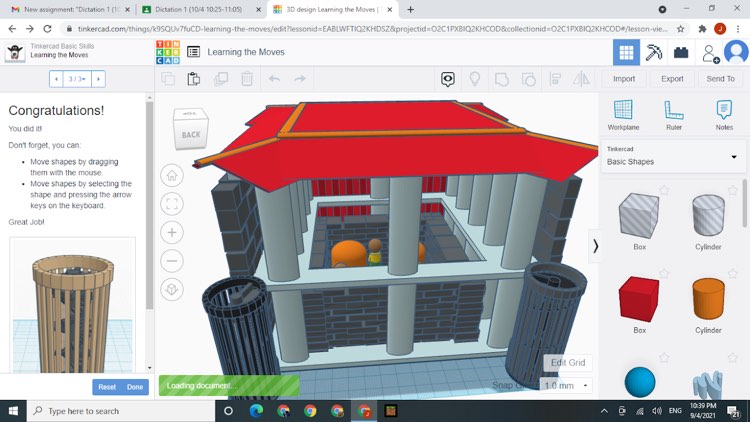 New assignment: "Dictation 1 (10:
Dictation 1 (10/4 10:25-11:05)
3D design Learning the Moves |
tinkercad.com/things/k9SQUv7fuCD-learning-the-moves/edit?lessonid=EABLWFTIQ2KHDSZ&projectid=O2C1PXBIQ2KHCOD&collectionid=O2C1PXBIQ2KHCOD#/lesson-vie...
J
Tinkercad Basic Skills
Learning the Moves
TIN
KER
CAD
Learning the Moves
3/3
Import
Export
Send To
Congratulations!
You did it!
Don't forget, you can:
• Move shapes by dragging
them with the mouse.
• Move shapes by selecting the
shape and pressing the arrow
keys on the keyboard.
Great Job!
Reset
Done
BACK
Workplane
Ruler
Notes
Tinkercad
Basic Shapes
Box
Cylinder
Box
Cylinder
Loading document...
Edit Grid
Snap
1.0 mm
Type here to search
10:39 PM
9/4/2021
21